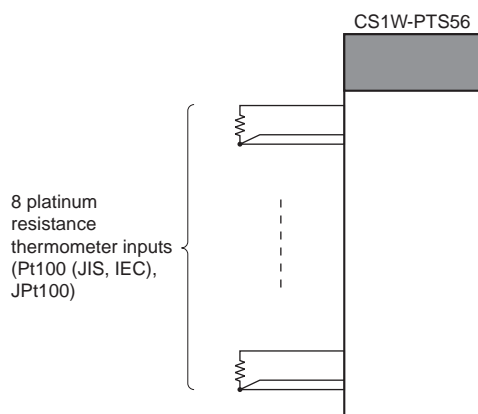 CS1W-PTS56
8 platinum
resistance
thermometer inputs
(Pt100 (JIS, IEC),
JPt100)